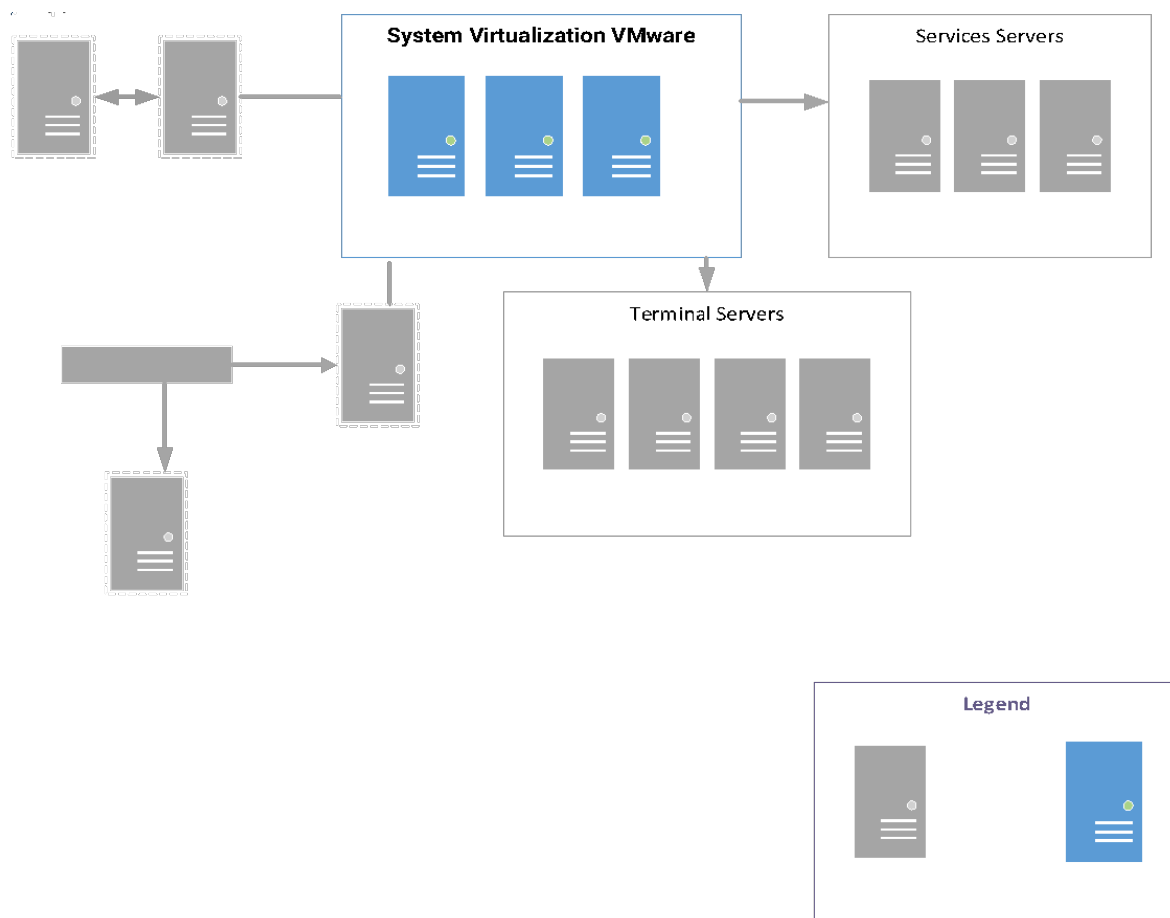 System Virtualization VMware
Services Servers
Terminal Servers
Legend